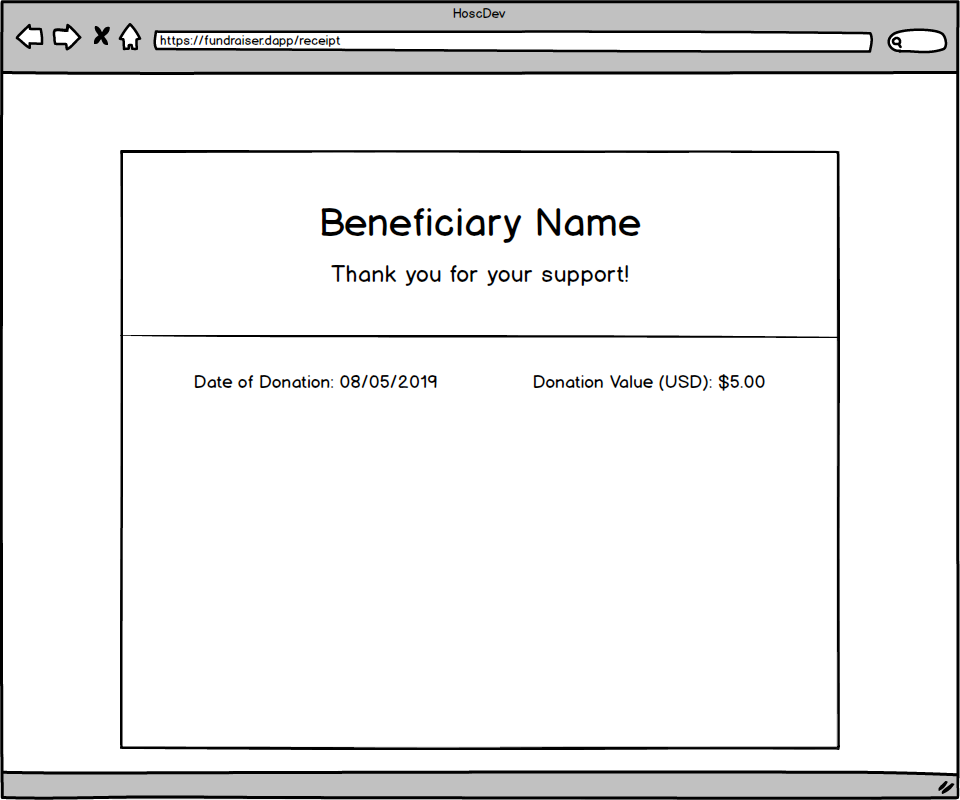 HoscDev
https://fundraiser.dapp/receipt
Beneficiary Name
Thank you for your support!
Date of Donation: 08/05/2019 Donation Value (USD): $5.00